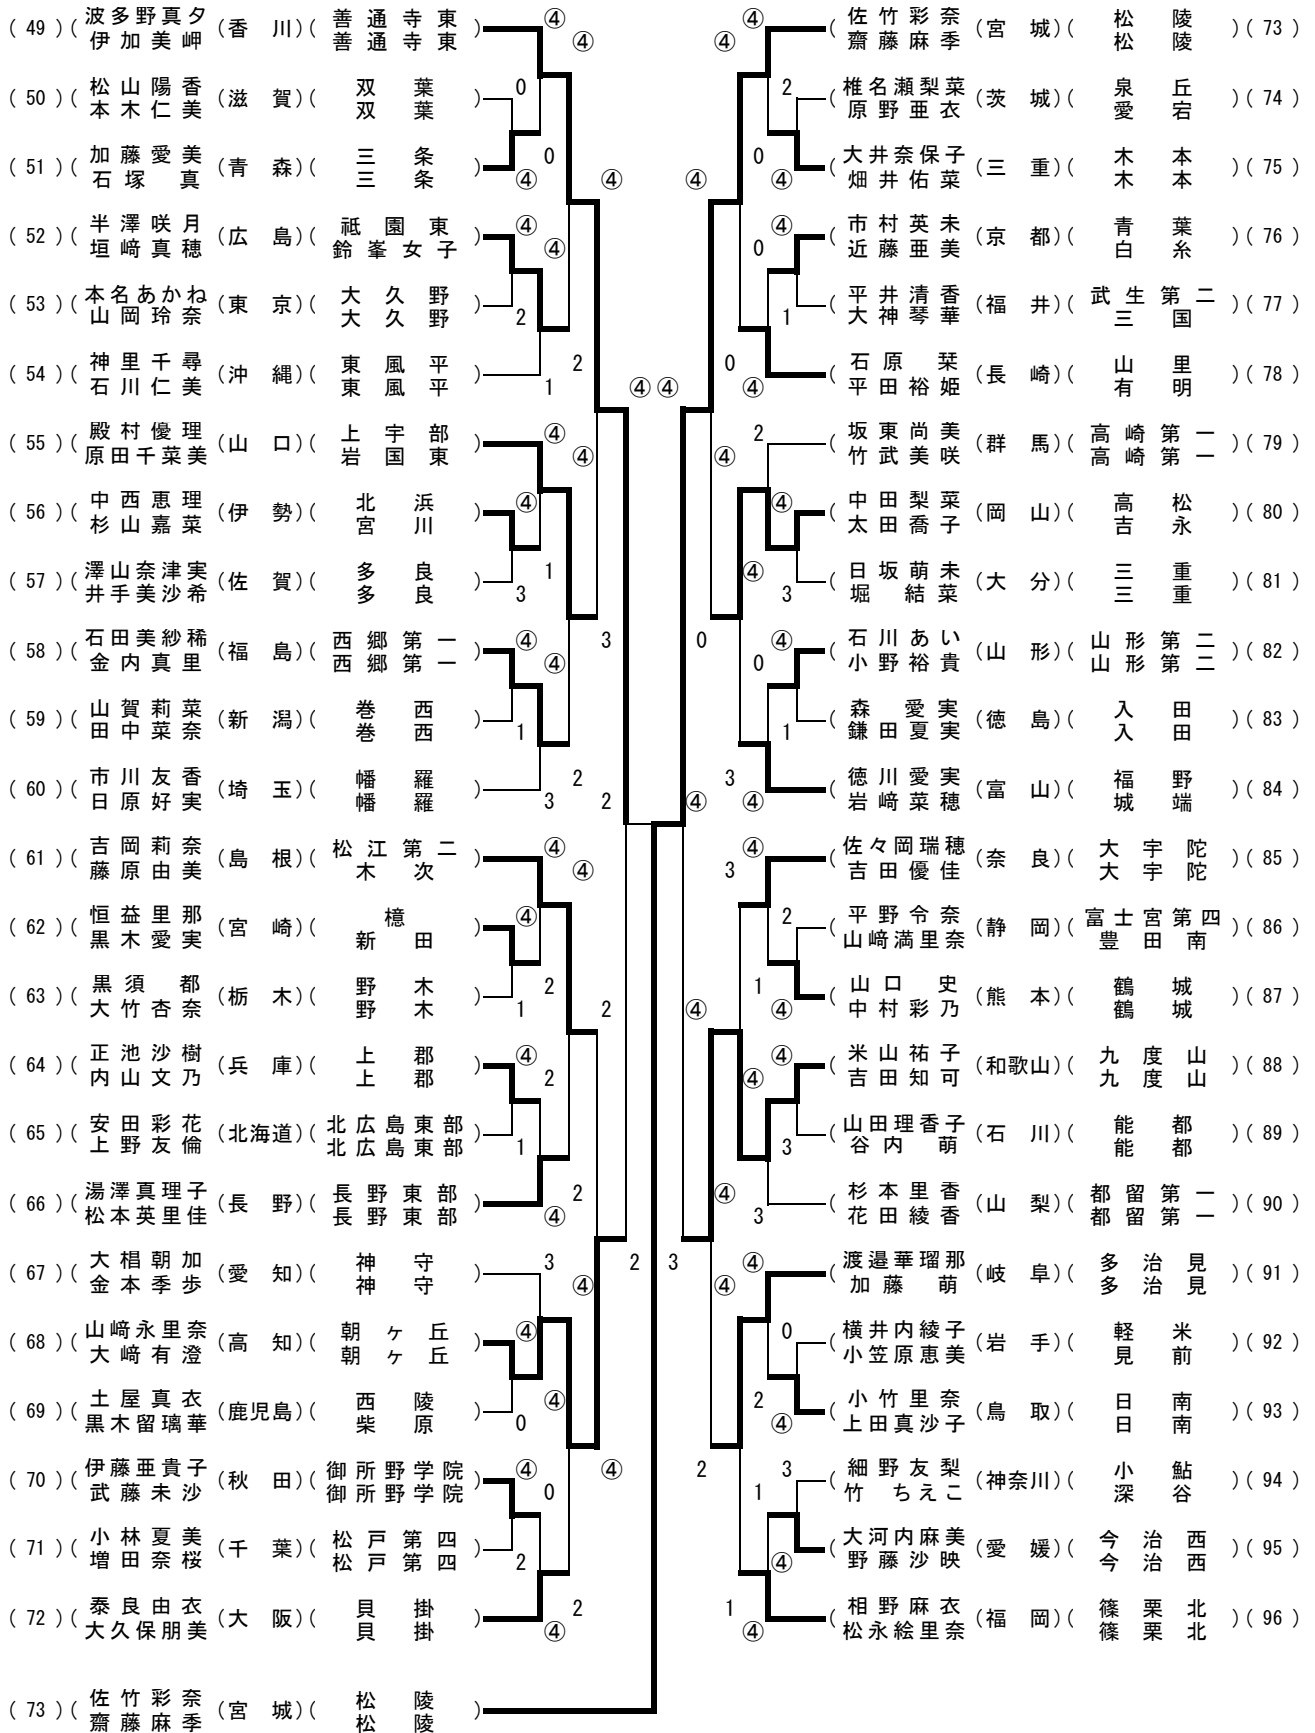 ( 49 ) ( 波多野真夕 伊加美岬 ( 香川 ) ( 善通寺東 善通寺東 )
( 50 ) ( 松山陽香 本木仁美 ( 滋賀 ) ( 双葉 双葉 )
( 51 ) ( 加藤愛美 石塚真 ( 青森 ) ( 三条 三条 )
( 52 ) ( 半澤咲月 垣﨑真穂 ( 広島 ) ( 祇園東 鈴峯女子 )
( 53 ) ( 本名あかね 山岡玲奈 ( 東京 ) ( 大久野 大久野 )
( 54 ) ( 神里千尋 石川仁美 ( 沖縄 ) ( 東風平 東風平 )
( 55 ) ( 殿村優理 原田千菜美 ( 山口 ) ( 上宇部 岩国東 )
( 56 ) ( 中西恵理 杉山嘉菜 ( 伊勢 ) ( 北浜 宮川 )
( 57 ) ( 澤山奈津実 井手美沙希 ( 佐賀 ) ( 多良 多良 )
( 58 ) ( 石田美紗稀 金内真里 ( 福島 ) ( 西郷第一 西郷第一 )
( 59 ) ( 山賀莉菜 田中菜奈 ( 新潟 ) ( 巻西 巻西 )
( 60 ) ( 市川友香 日原好実 ( 埼玉 ) ( 幡羅 幡羅 )
( 61 ) ( 吉岡莉奈 藤原由美 ( 島根 ) ( 松江第二 木次 )
( 62 ) ( 恒益里那 黒木愛実 ( 宮崎 ) ( 檍 新田 )
( 63 ) ( 黒須都 大竹杏奈 ( 栃木 ) ( 野木 野木 )
( 64 ) ( 正池沙樹 内山文乃 ( 兵庫 ) ( 上郡 上郡 )
( 65 ) ( 安田彩花 上野友倫 ( 北海道 ) ( 北広島東部 北広島東部 )
( 66 ) ( 湯澤真理子 松本英里佳 ( 長野 ) ( 長野東部 長野東部 )
( 67 ) ( 大椙朝加 金本季歩 ( 愛知 ) ( 神守 神守 )
( 68 ) ( 山﨑永里奈 大﨑有澄 ( 高知 ) ( 朝ヶ丘 朝ヶ丘 )
( 69 ) ( 土屋真衣 黒木留璃華 ( 鹿児島 ) ( 西陵 柴原 )
( 70 ) ( 伊藤亜貴子 武藤未沙 ( 秋田 ) ( 御所野学院 御所野学院 )
( 71 ) ( 小林夏美 増田奈桜 ( 千葉 ) ( 松戸第四 松戸第四 )
( 72 ) ( 泰良由衣 大久保朋美 ( 大阪 ) ( 貝掛 貝掛 )
( 73 ) ( 佐竹彩奈 齋藤麻季 ( 宮城 ) ( 松陵 松陵 )
佐竹彩奈 齋藤麻季 ( 宮城 ) ( 松陵 松陵 ) ( 73 )
椎名瀬梨菜 原野亜衣 ( 茨城 ) ( 泉丘 愛宕 ) ( 74 )
大井奈保子 畑井佑菜 ( 三重 ) ( 木本 木本 ) ( 75 )
市村英未 近藤亜美 ( 京都 ) ( 青葉 白糸 ) ( 76 )
平井清香 大神琴華 ( 福井 ) ( 武生第二 三国 ) ( 77 )
石原栞 平田裕姫 ( 長崎 ) ( 山里 有明 ) ( 78 )
坂東尚美 竹武美咲 ( 群馬 ) ( 高崎第一 高崎第一 ) ( 79 )
中田梨菜 太田喬子 ( 岡山 ) ( 高松 吉永 ) ( 80 )
日坂萌未 堀結菜 ( 大分 ) ( 三重 三重 ) ( 81 )
石川あい 小野裕貴 ( 山形 ) ( 山形第二 山形第二 ) ( 82 )
森愛実 鎌田夏実 ( 徳島 ) ( 入田 入田 ) ( 83 )
徳川愛実 岩﨑菜穂 ( 富山 ) ( 福野 城端 ) ( 84 )
佐々岡瑞穂 吉田優佳 ( 奈良 ) ( 大宇陀 大宇陀 ) ( 85 )
平野令奈 山﨑満里奈 ( 静岡 ) ( 富士宮第四 豊田南 ) ( 86 )
山口史 中村彩乃 ( 熊本 ) ( 鶴城 鶴城 ) ( 87 )
米山祐子 吉田知可 ( 和歌山 ) ( 九度山 九度山 ) ( 88 )
山田理香子 谷内萌 ( 石川 ) ( 能都 能都 ) ( 89 )
杉本里香 花田綾香 ( 山梨 ) ( 都留第一 都留第一 ) ( 90 )
渡邉華瑠那 加藤萌 ( 岐阜 ) ( 多治見 多治見 ) ( 91 )
横井内綾子 小笠原恵美 ( 岩手 ) ( 軽米 見前 ) ( 92 )
小竹里奈 上田真沙子 ( 鳥取 ) ( 日南 日南 ) ( 93 )
細野友梨 竹ちえこ ( 神奈川 ) ( 小鮎 深谷 ) ( 94 )
大河内麻美 野藤沙映 ( 愛媛 ) ( 今治西 今治西 ) ( 95 )
相野麻衣 松永絵里奈 ( 福岡 ) ( 篠栗北 篠栗北 ) ( 96 )